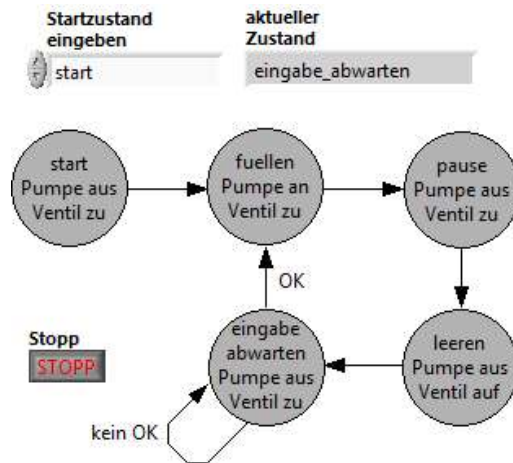 Startzustand
eingeben
start
aktueller
Zustand
eingabe_abwarten
start
Pumpe aus
Ventil zu
fuellen
Pumpe an
Ventil zu
pause
Pumpe aus
Ventil zu
OK
eingabe
abwarten
Pumpe aus
Ventil zu
leeren
Pumpe aus
Ventil auf
Stopp
STOPP
kein OK